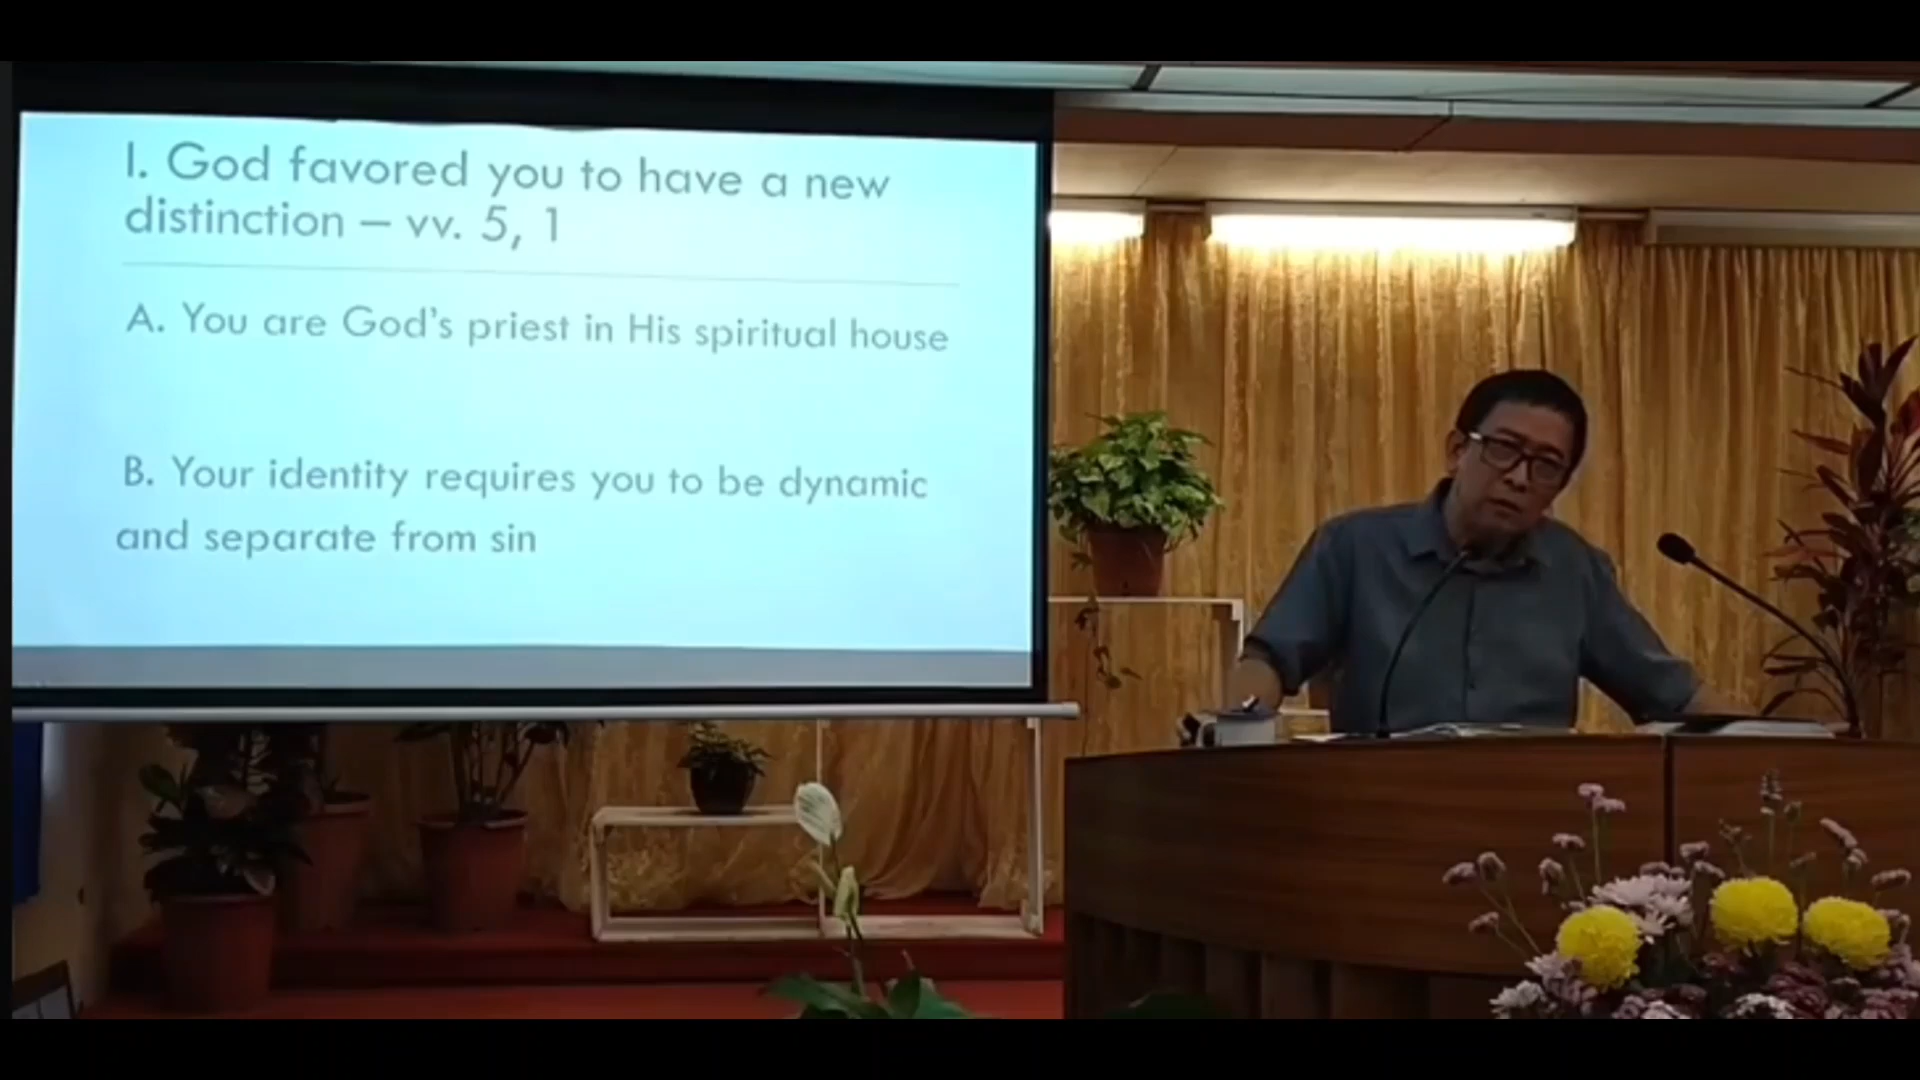 I. God favored you to have a new
distinction – vv. 5, 1
A. You are God's priest in His spiritual house
B. Your identity requires you to be dynamic
and separate from sin